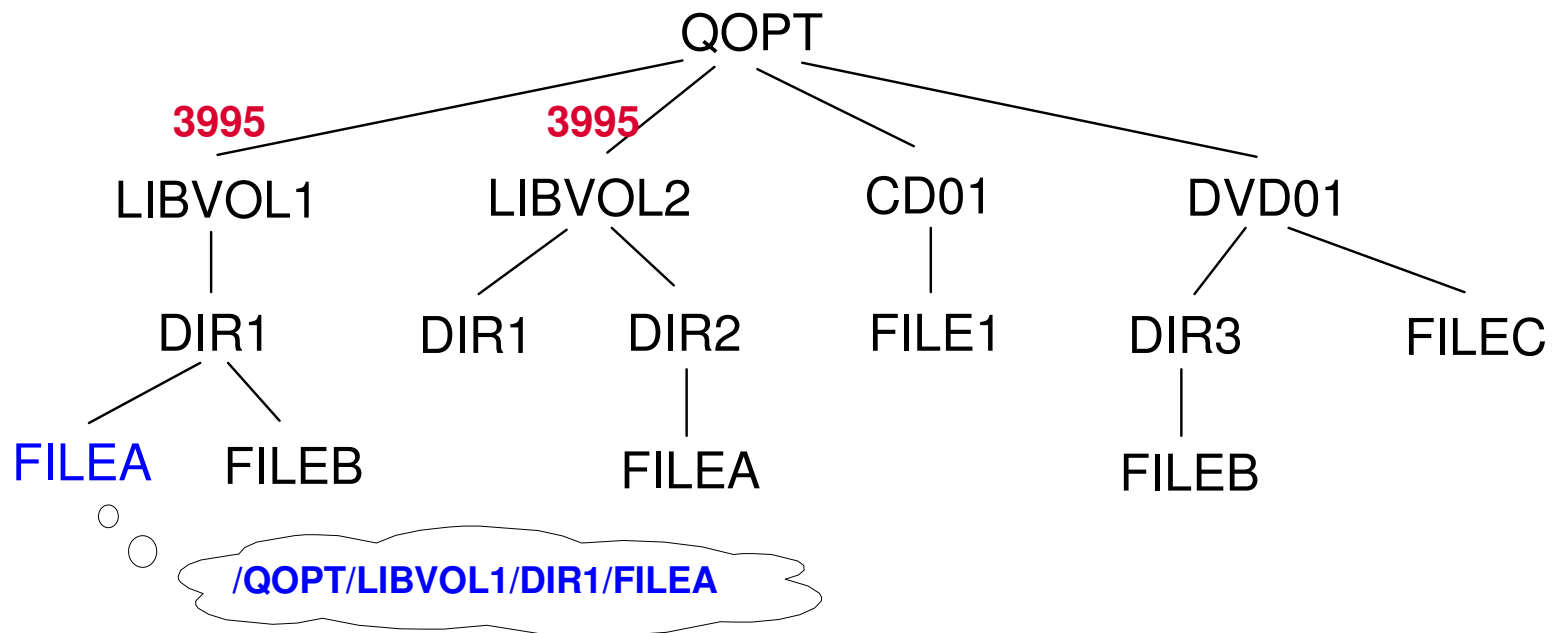 QOPT
3995 3995
LIBVOL1 LIBVOL2 CD01 DVD01
DIR1 DIR1 DIR2 FILE1 DIR3 FILEC
FILEA FILEB FILEA FILEB
/QOPT/LIBVOL1/DIR1/FILEA